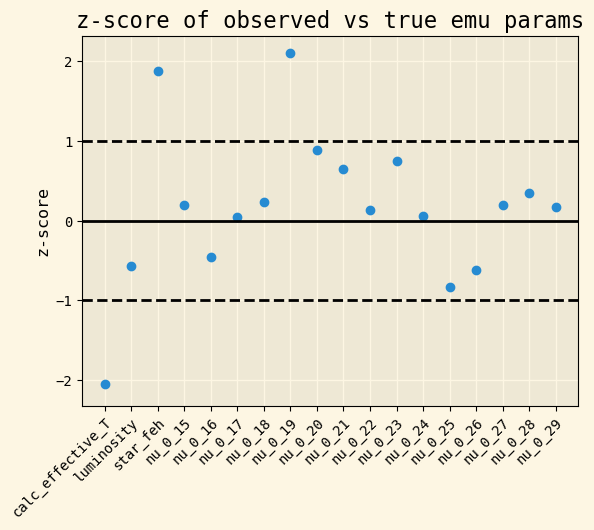 z-score of observed vs true emu params
z-score
2
1
0
−1
−2
calc_effective_T
luminosity
star_feh
nu_0_15
nu_0_16
nu_0_17
nu_0_18
nu_0_19
nu_0_20
nu_0_21
nu_0_22
nu_0_23
nu_0_24
nu_0_25
nu_0_26
nu_0_27
nu_0_28
nu_0_29